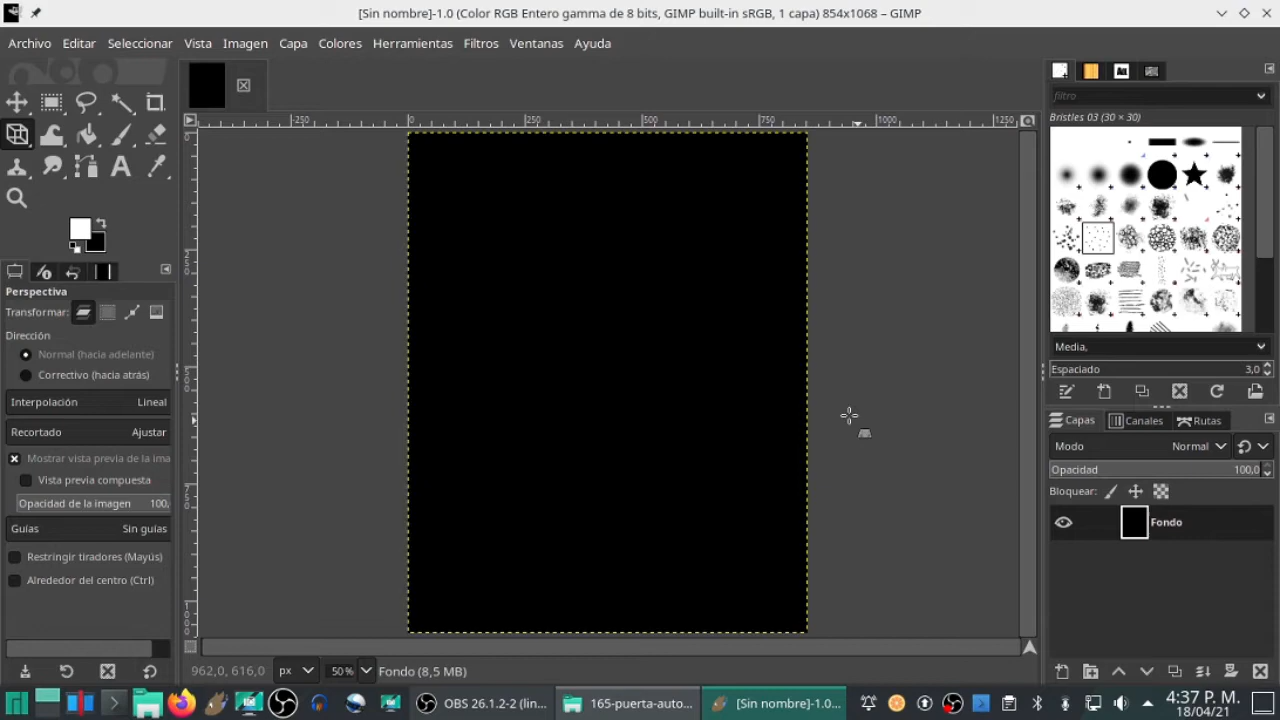 [Sin nombre]-1.0 (Color RGB Entero gamma de 8 bits, GIMP built-in sRGB, 1 capa) 854x1068 – GIMP
Archivo Editar Seleccionar Vista Imagen Capa Colores Herramientas Filtros Ventanas Ayuda
Aa
filtro
-250 0 250 500 750 1000 1250
Bristles 03 (30 × 30)
0
250
500
750
1000
A
Perspectiva
Transformar:
Dirección
Normal (hacia adelante)
Correctivo (hacia atrás)
Interpolación Lineal
Recortado Ajustar
Mostrar vista previa de la ima
Vista previa compuesta
Opacidad de la imagen 100,
Guías Sin guías
Restringir tiradores (Mayús)
Alrededor del centro (Ctrl)
Media,
Espaciado 3,0
Capas Canales Rutas
Modo Normal
Opacidad 100,0
Bloquear:
Fondo
962,0, 616,0 px 50% Fondo (8,5 MB)
OBS 26.1.2-2 (lin... 165-puerta-auto... [Sin nombre]-1.0... 4:37 P. M.
18/04/21